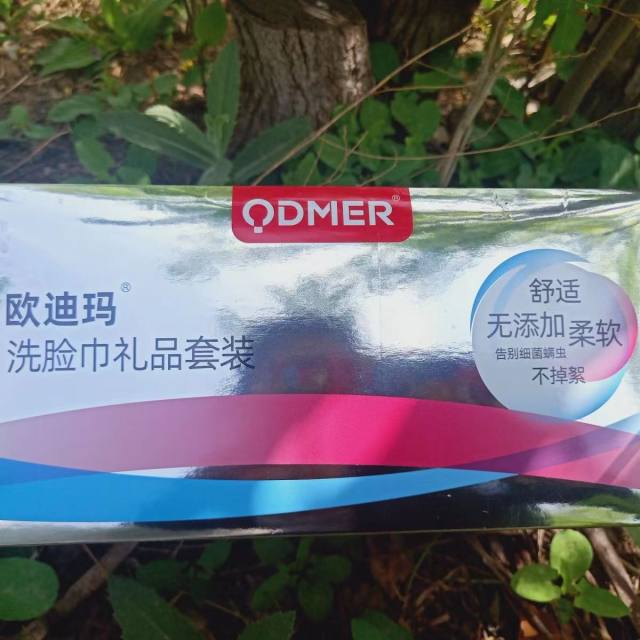 QDMER®
欧迪玛®
洗脸巾礼品套装
舒适
无添加 柔软
告别细菌螨虫
不掉絮